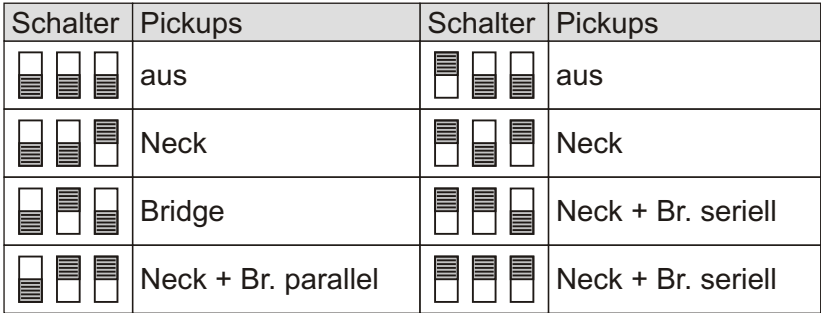 Schalter Pickups Schalter Pickups
aus aus
Neck Neck
Bridge Neck + Br. seriell
Neck + Br. parallel Neck + Br. seriell